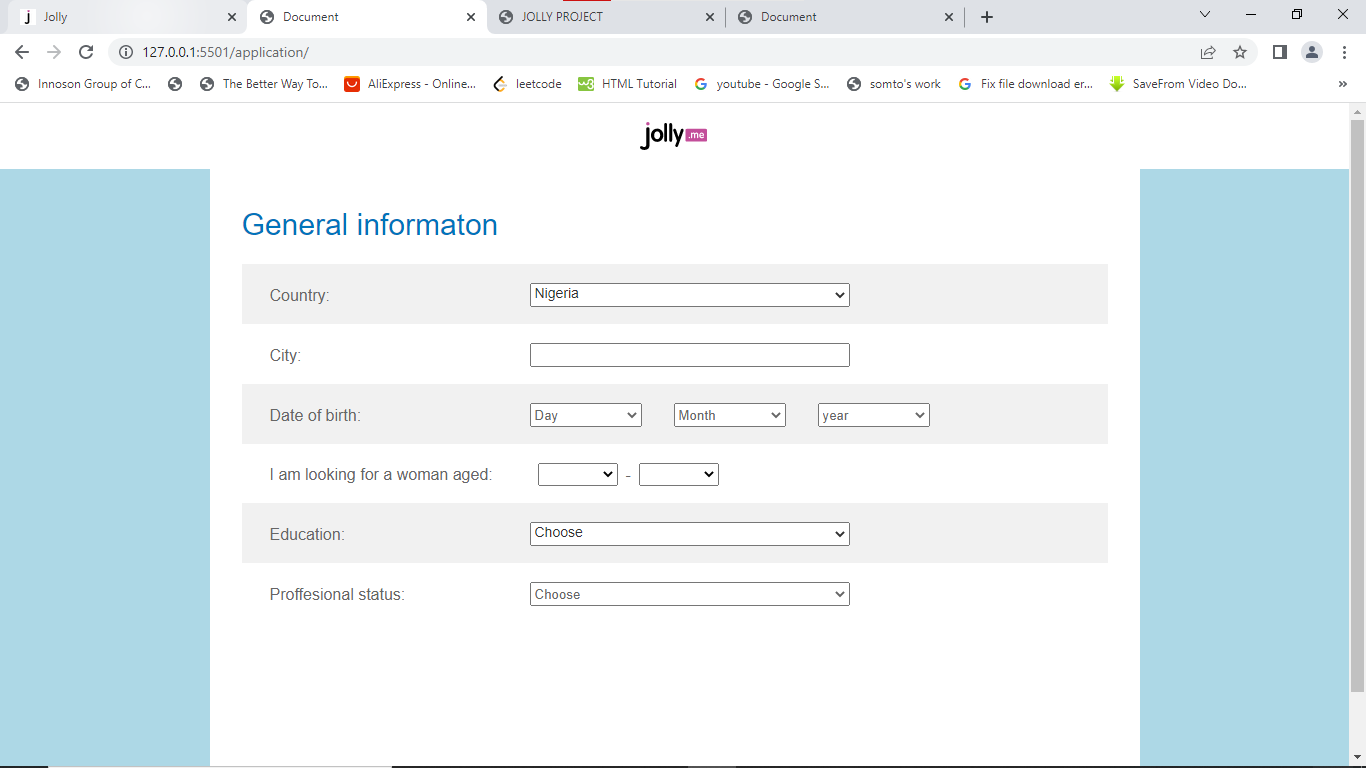 Jolly
Document
JOLLY PROJECT
Document
127.0.0.1:5501/application/
Innoson Group of C...
The Better Way To...
AliExpress - Online...
leetcode
HTML Tutorial
youtube - Google S...
somto's work
Fix file download er...
SaveFrom Video Do...
jolly .me
General informaton
Country: Nigeria
City:
Date of birth: Day Month year
I am looking for a woman aged: -
Education: Choose
Proffesional status: Choose